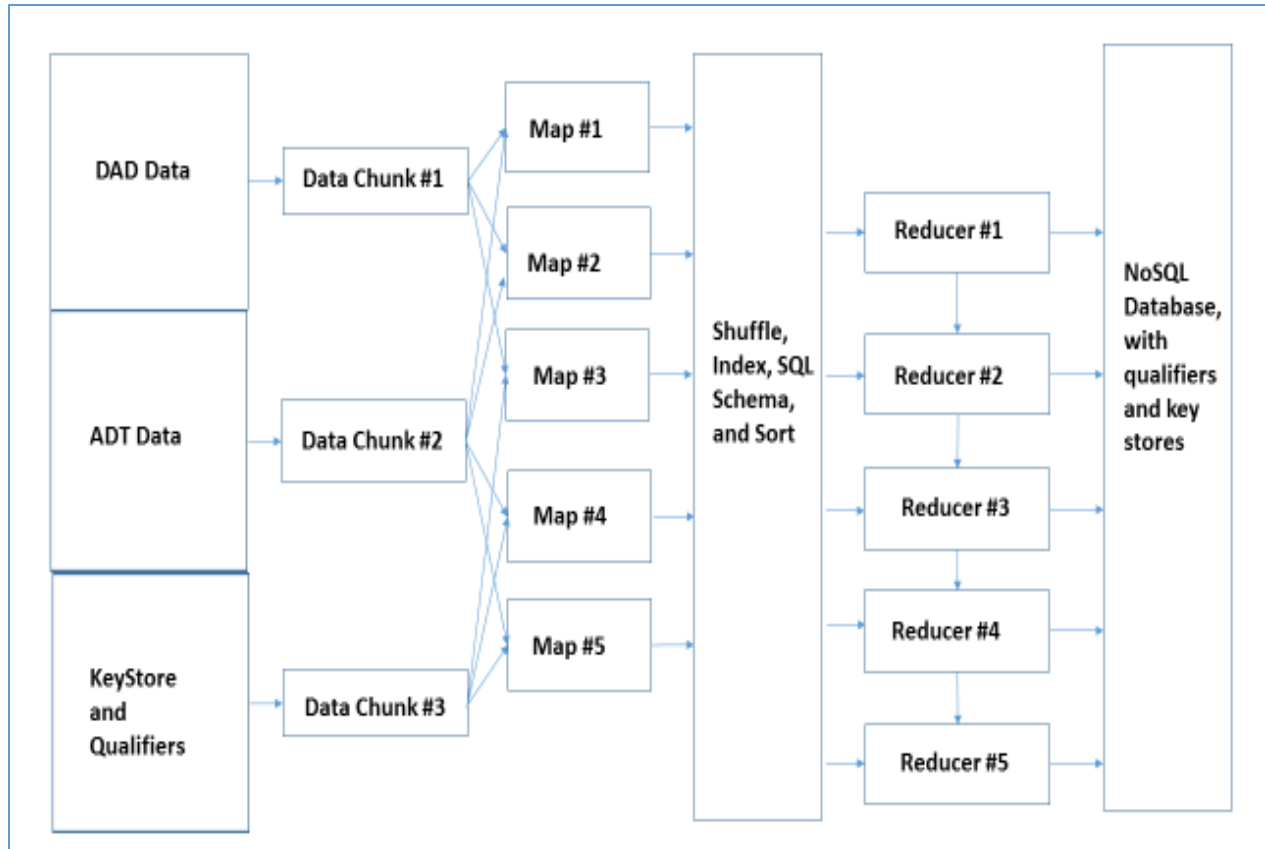 DAD Data
ADT Data
KeyStore
and
Qualifiers
Data Chunk #1
Data Chunk #2
Data Chunk #3
Map #1
Map #2
Map #3
Map #4
Map #5
Shuffle,
Index, SQL
Schema,
and Sort
Reducer #1
Reducer #2
Reducer #3
Reducer #4
Reducer #5
NoSQL
Database,
with
qualifiers
and key
stores